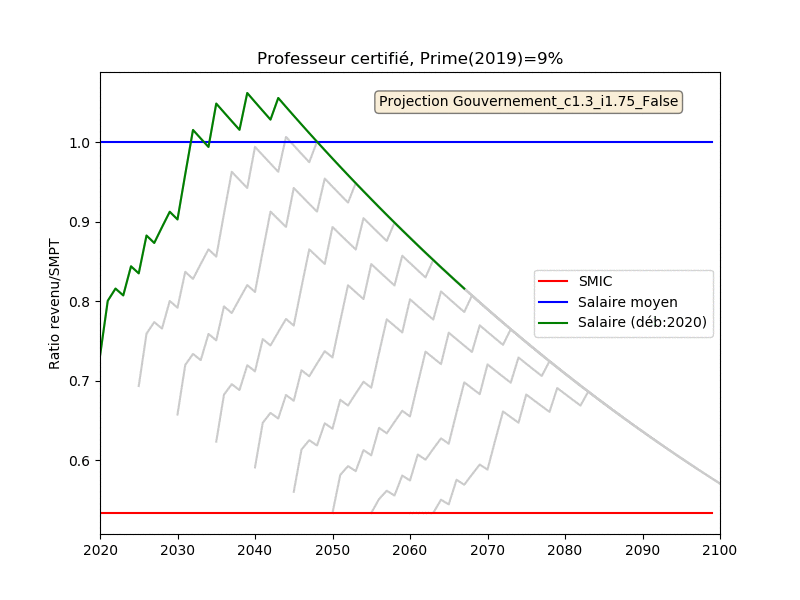 Professeur certifié, Prime(2019)=9%
Projection Gouvernement_c1.3_i1.75_False
Ratio revenu/SMPT
1.0
0.9
0.8
0.7
0.6
SMIC
Salaire moyen
Salaire (déb:2020)
2020 2030 2040 2050 2060 2070 2080 2090 2100